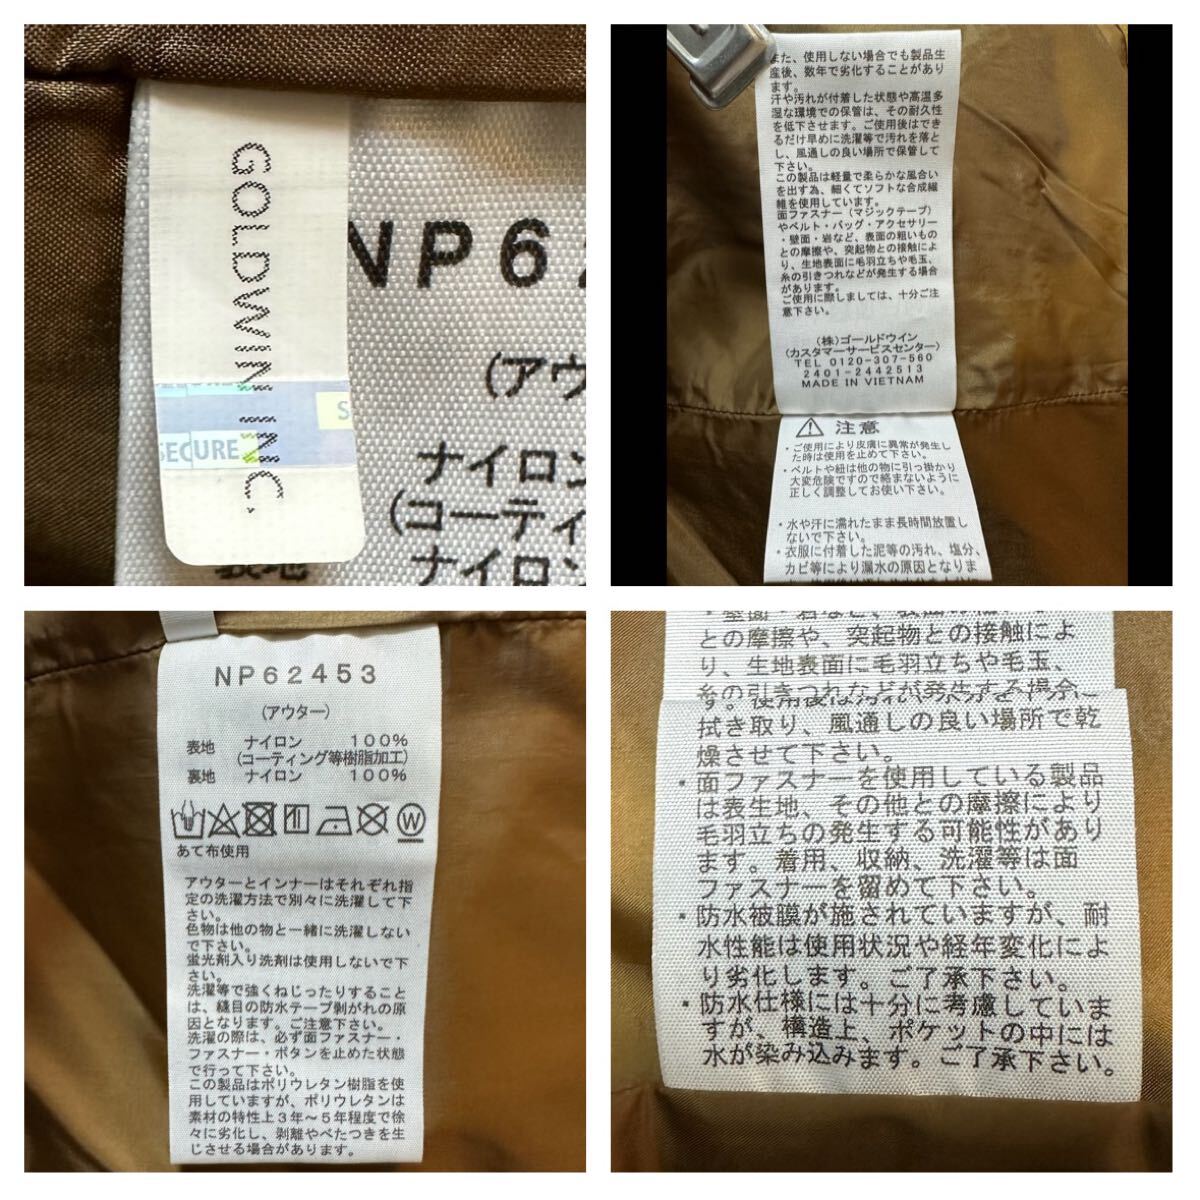 GOLDWIN INC.
SECURE
NP62
(アウ
ナイロン
(コーティ
ナイロン
表地
また、使用しない場合でも製品生
産後、数年で劣化することがあり
ます。
汗や汚れが付着した状態や高温多
湿な環境での保管は、その耐久性
を低下させます。ご使用後はでき
るだけ早めに洗濯等で汚れを落と
し、風通しの良い場所で保管して
下さい。
この製品は軽量で柔らかな風合い
を出す為、細くてソフトな合成繊
維を使用しています。
面ファスナー(マジックテープ)
やベルト・バッグ・アクセサリー
・壁面・岩など、表面の粗いもの
との摩擦や、突起物との接触によ
り、生地表面に毛羽立ちや毛玉、
糸の引きつれなどが発生する場合
があります。
ご使用に際しましては、十分ご注
意下さい。
(株)ゴールドウイン
(カスタマーサービスセンター)
TEL 0120-307-560
2401-2442513
MADE IN VIETNAM
注意
・ご使用により皮膚に異常が発生し
た時は使用を止めて下さい。
・ベルトや紐は他の物に引っ掛かり
大変危険ですので絡まないように
正しく調整してお使い下さい。
・水や汗に濡れたまま長時間放置し
ないで下さい。
・衣服に付着した泥等の汚れ、塩分、
カビ等により漏水の原因となりま
NP62453
(アウター)
表地 ナイロン 100%
(コーティング等樹脂加工)
裏地 ナイロン 100%
W
あて布使用
アウターとインナーはそれぞれ指
定の洗濯方法で別々に洗濯して下
さい。
色物は他の物と一緒に洗濯しない
で下さい。
蛍光剤入り洗剤は使用しないで下
さい。
洗濯等で強くねじったりすること
は、縫目の防水テープ剥がれの原
因となります。ご注意下さい。
洗濯の際は、必ず面ファスナー・
ファスナー・ボタンを止めた状態
で行って下さい。
この製品はポリウレタン樹脂を使
用していますが、ポリウレタンは
素材の特性上3年~5年程度で徐
々に劣化し、剥離やべたつきを生
じさせる場合があります。
との摩擦や、突起物との接触によ
り、生地表面に毛羽立ちや毛玉、
糸の引きつれなどが発生する場合
拭き取り、風通しの良い場所で乾
燥させて下さい。
・面ファスナーを使用している製品
は表生地、その他との摩擦により
毛羽立ちの発生する可能性があり
ます。着用、収納、洗濯等は面
ファスナーを留めて下さい。
・防水被膜が施されていますが、耐
水性能は使用状況や経年変化によ
り劣化します。ご了承下さい。
・防水仕様には十分に考慮していま
すが、構造上、ポケットの中には
水が染み込みます。ご了承下さい。